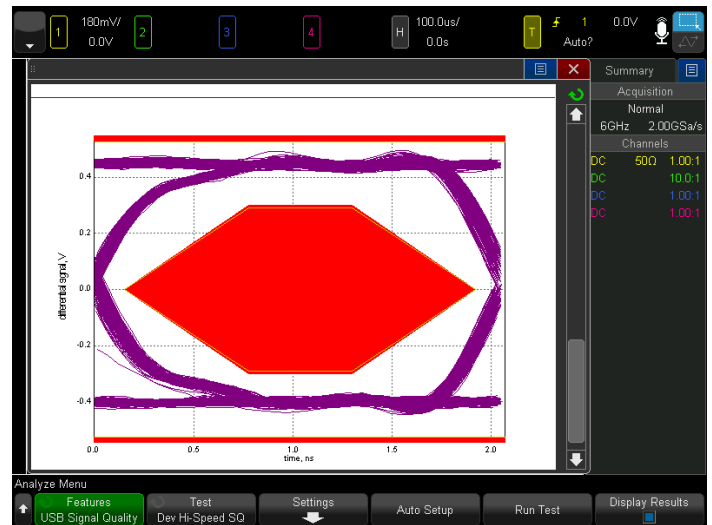 1 180mV/ 2 3 4 H 100.0us/ T 1 0.0V
0.0V 0.0s Auto?
Summary
Acquisition
Normal
6GHz 2.00GSa/s
Channels
DC 50Ω 1.00:1
DC 10.0:1
DC 1.00:1
DC 1.00:1
0.4
0.2
0.0
-0.2
-0.4
differential signal, V
0.0 0.5 1.0 1.5 2.0
time, ns
Analyze Menu
Features Test Settings Auto Setup Run Test Display Results
USB Signal Quality Dev Hi-Speed SQ